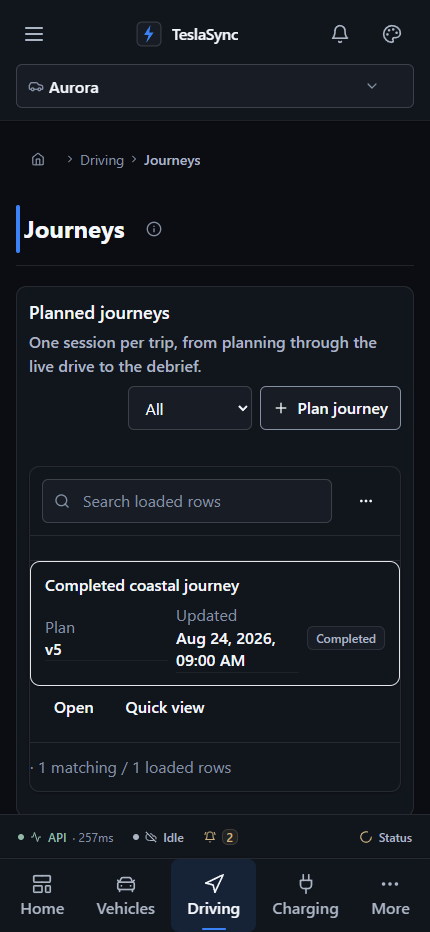 TeslaSync
Aurora
Driving
Journeys
Journeys
Planned journeys
One session per trip, from planning through the
live drive to the debrief.
All
Plan journey
Search loaded rows
Completed coastal journey
Plan
v5
Updated
Aug 24, 2026,
09:00 AM
Completed
Open
Quick view
· 1 matching / 1 loaded rows
API · 257ms
Idle
2
Status
Home
Vehicles
Driving
Charging
More